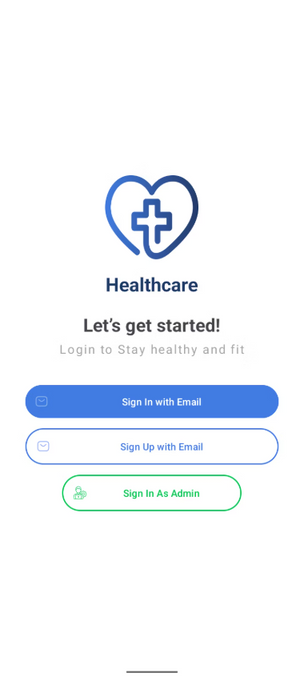 Healthcare
Let’s get started!
Login to Stay healthy and fit
Sign In with Email
Sign Up with Email
Sign In As Admin